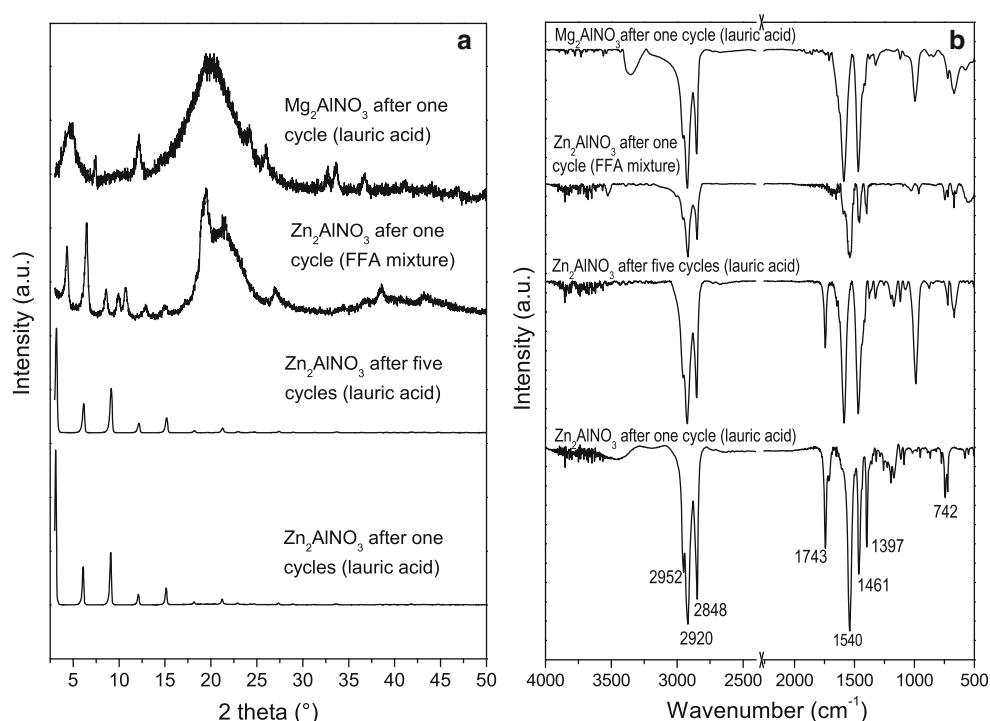 a
Mg2AlNO3 after one
cycle (lauric acid)
Zn2AlNO3 afer one
cycle (FFA mixture)
Zn2AlNO3 after five
cycles (lauric acid)
Zn2AlNO3 after one
cycles (lauric acid)
Intensity (a.u.)
5 10 15 20 25 30 35 40 45 50
2 theta (°)
b
Mg2AlNO3 after one cycle (lauric acid)
Zn2AlNO3 after one
cycle (FFA mixture)
Zn2AlNO3 after five cycles (lauric acid)
Zn2AlNO3 after one cycle (lauric acid)
2952
2848
2920
1743
1540
1461
1397
742
Intensity (a.u.)
4000 3500 3000 2500 2000 1500 1000 500
Wavenumber (cm-1)